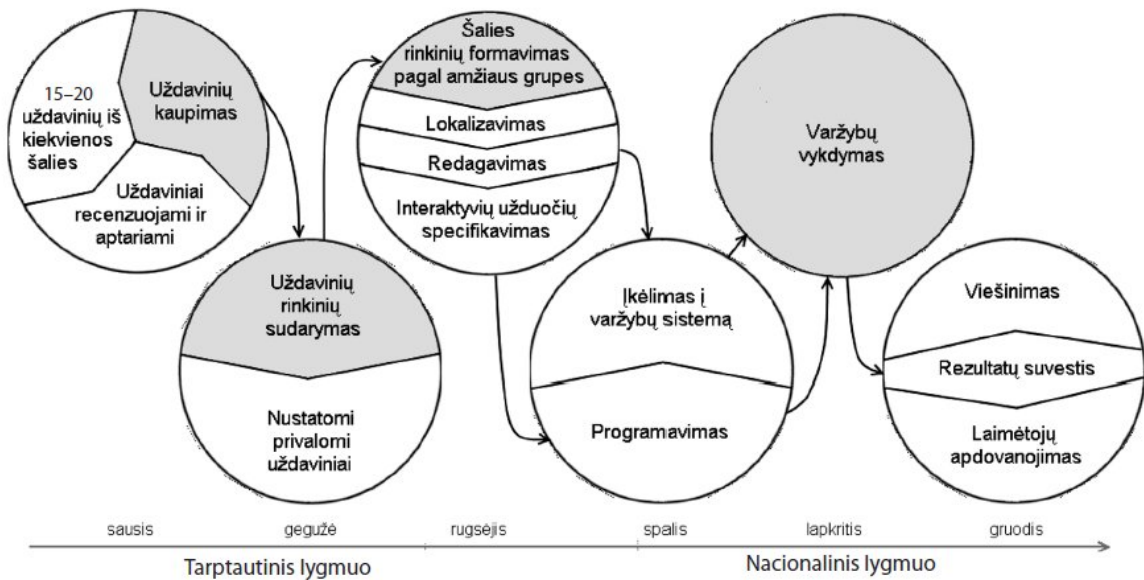 15–20
uždavinių iš
kiekvienos
šalies
Uždavinių
kaupimas
Uždaviniai
recenzuojami ir
aptariami
Uždavinių
rinkinių
sudarymas
Nustatomi
privalomi
uždaviniai
Šalies
rinkinių formavimas
pagal amžiaus grupes
Lokalizavimas
Redagavimas
Interaktyvių užduočių
specifikavimas
Įkėlimas į
varžybų sistemą
Programavimas
Varžybų
vykdymas
Viešinimas
Rezultatų suvestis
Laimėtojų
apdovanojimas
sausis gegužė rugsėjis spalis lapkritis gruodis
Tarptautinis lygmuo Nacionalinis lygmuo